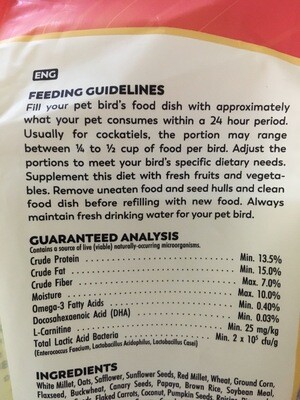 ENG
FEEDING GUIDELINES
Fill your pet bird's food dish with approximately
what your pet consumes within a 24 hour period.
Usually for cockatiels, the portion may range
between ¼ to ½ cup of food per bird. Adjust the
portions to meet your bird's specific dietary needs.
Supplement this diet with fresh fruits and vegeta-
bles. Remove uneaten food and seed hulls and clean
food dish before refilling with new food. Always
maintain fresh drinking water for your pet bird.
GUARANTEED ANALYSIS
Contains a source of live (viable) naturally-occurring microorganisms.
Crude Protein . . . . . . . . . . . . . . . . . . . . Min. 13.5%
Crude Fat . . . . . . . . . . . . . . . . . . . . . . . Min. 15.0%
Crude Fiber . . . . . . . . . . . . . . . . . . . . . . Max. 7.0%
Moisture . . . . . . . . . . . . . . . . . . . . . . . Max. 10.0%
Omega-3 Fatty Acids . . . . . . . . . . . . . . . Min. 0.40%
Docosahexaenoic Acid (DHA) . . . . . . . . . Min. 0.03%
L-Carnitine . . . . . . . . . . . . . . . . . . . . . Min. 25 mg/kg
Total Lactic Acid Bacteria . . . . . . . . . Min. 2 x 10⁵ cfu/g
(Enterococcus Faecium, Lactobacillus Acidophilus, Lactobacillus Casei)
INGREDIENTS
White Millet, Oats, Safflower, Sunflower Seeds, Red Millet, Wheat, Ground Corn,
Flaxseed, Buckwheat, Canary Seeds, Papaya, Brown Rice, Soybean Meal,
Flakes, Flaked Carrots, Coconut, Pumpkin Seeds,